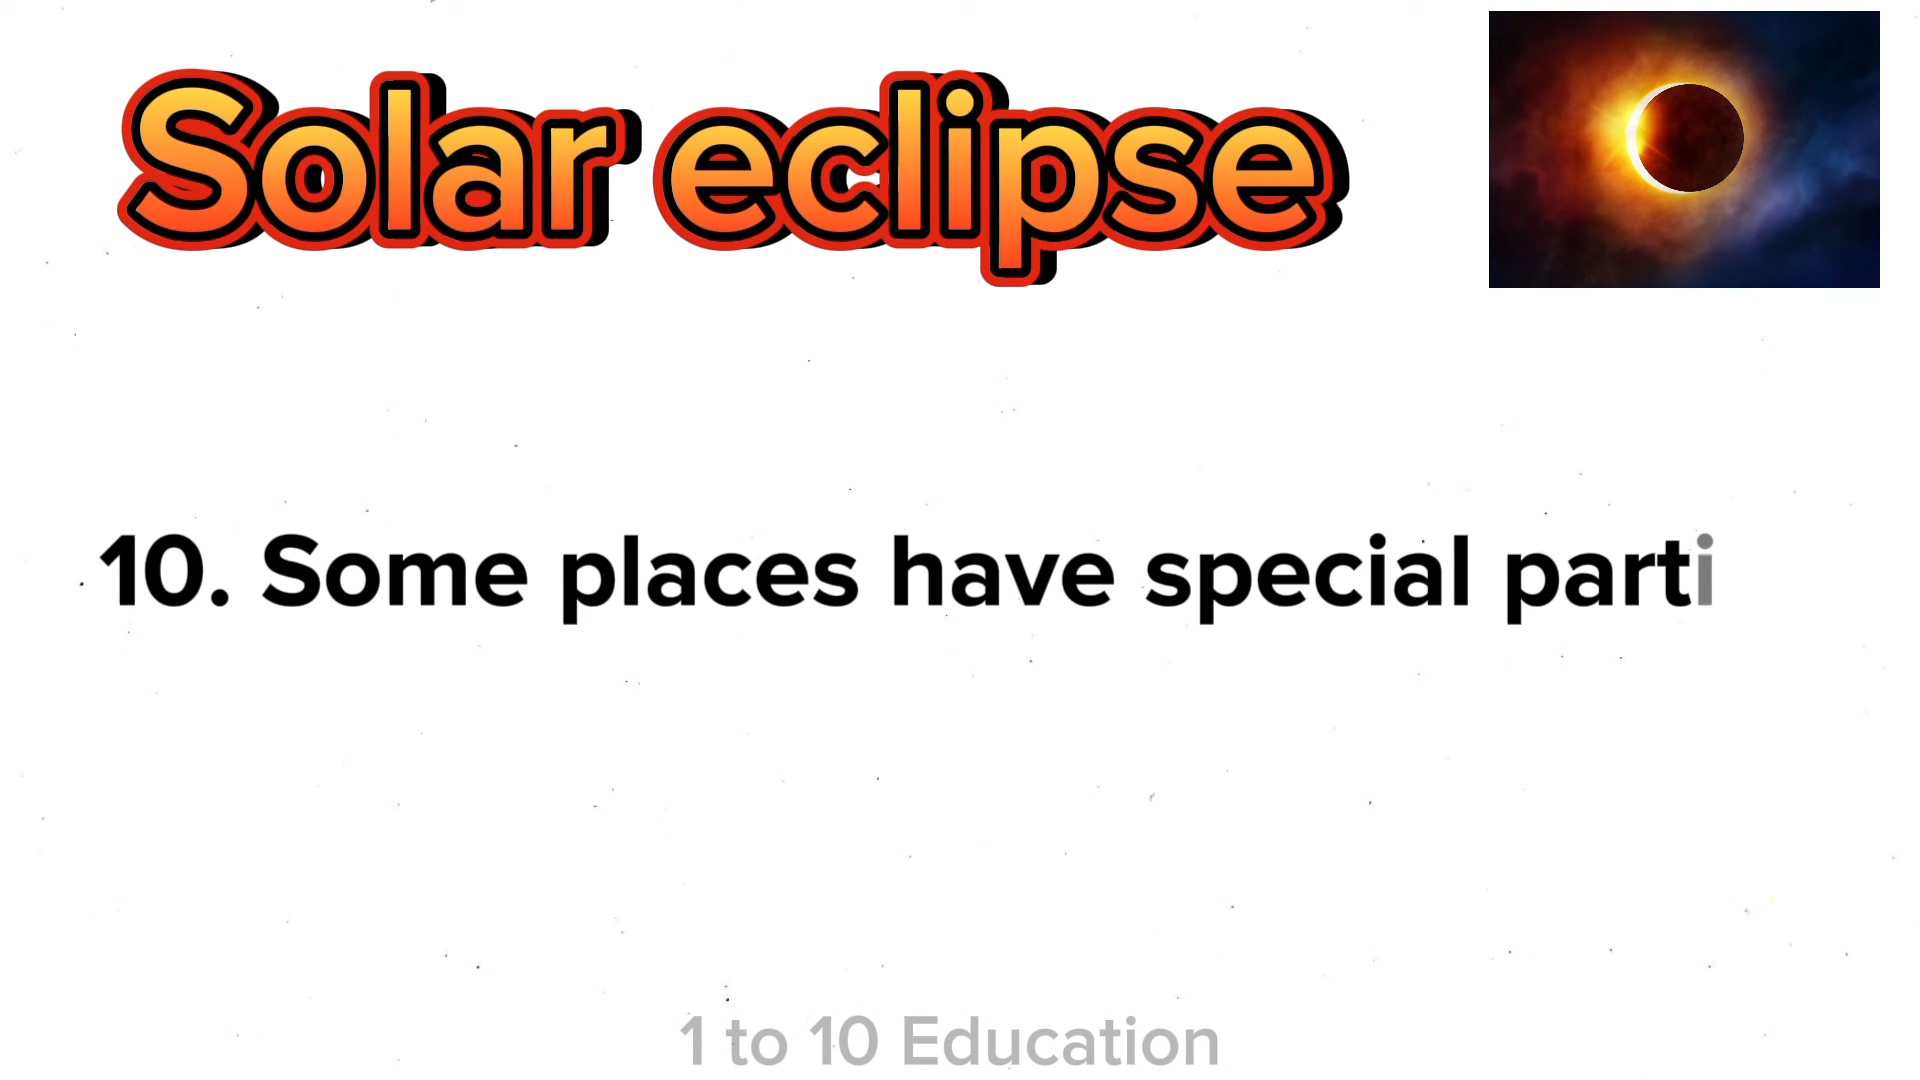 Solar eclipse
10. Some places have special parti
1 to 10 Education